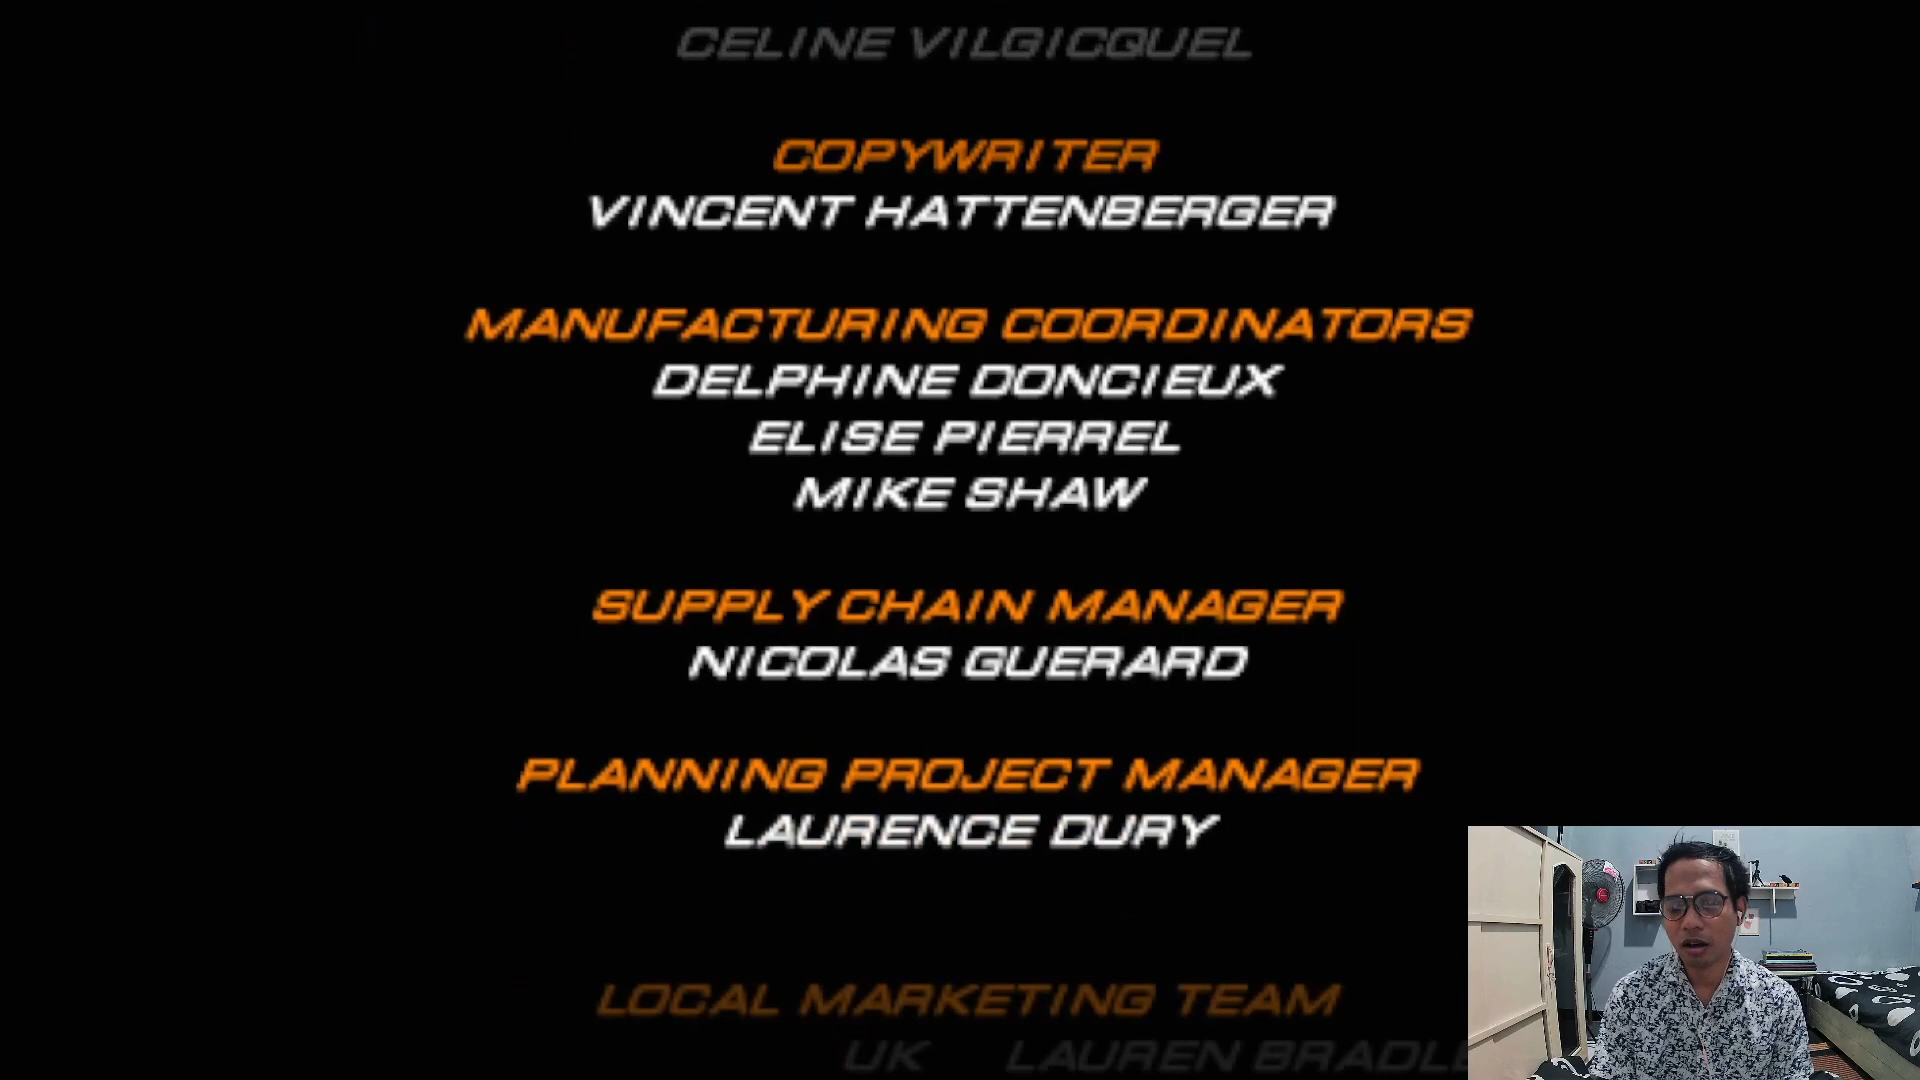 CELINE VILGICQUEL
COPYWRITER
VINCENT HATTENBERGER
MANUFACTURING COORDINATORS
DELPHINE DONCIEUX
ELISE PIERREL
MIKE SHAW
SUPPLY CHAIN MANAGER
NICOLAS GUERARD
PLANNING PROJECT MANAGER
LAURENCE DURY
LOCAL MARKETING TEAM
UK LAUREN